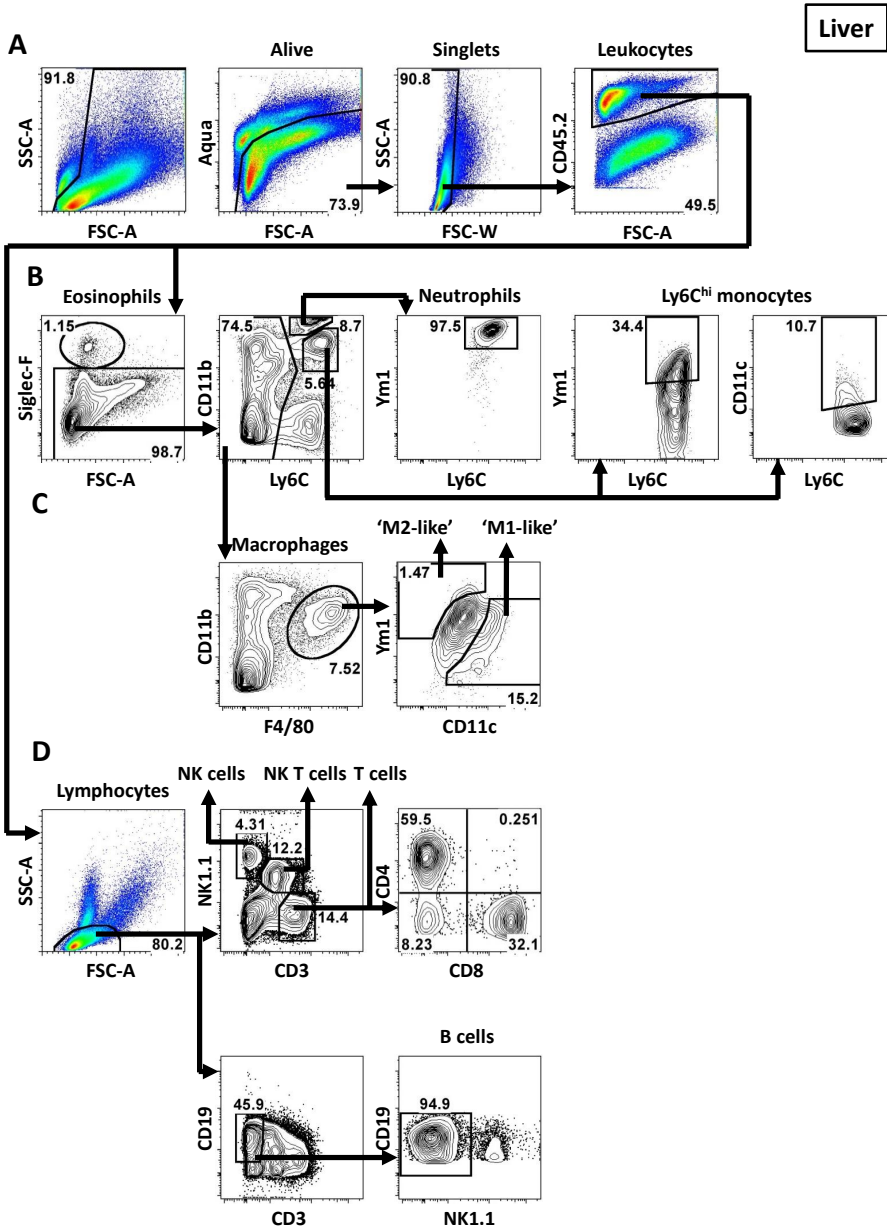 Liver
A
Alive
Singlets
Leukocytes
91.8
SSC-A
FSC-A
Aqua
73.9
FSC-A
90.8
SSC-A
FSC-W
CD45.2
49.5
FSC-A
B
Eosinophils
Neutrophils
Ly6Chi monocytes
1.15
Siglec-F
98.7
FSC-A
74.5
8.7
5.64
CD11b
Ly6C
97.5
Ym1
Ly6C
34.4
Ym1
Ly6C
10.7
CD11c
Ly6C
C
Macrophages
‘M2-like’
‘M1-like’
CD11b
7.52
F4/80
1.47
Ym1
15.2
CD11c
D
Lymphocytes
NK cells
NK T cells
T cells
SSC-A
80.2
FSC-A
4.31
12.2
NK1.1
14.4
CD3
59.5
0.251
CD4
8.23
32.1
CD8
B cells
45.9
CD19
CD3
94.9
CD19
NK1.1